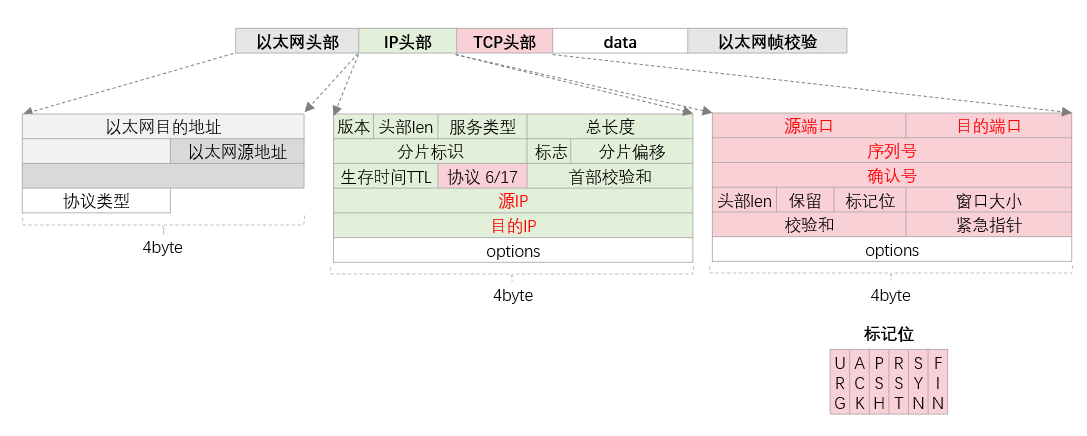 以太网头部 IP头部 TCP头部 data 以太网帧校验
以太网目的地址
以太网源地址
协议类型
4byte
版本 头部len 服务类型 总长度
分片标识 标志 分片偏移
生存时间TTL 协议 6/17 首部校验和
源IP
目的IP
options
4byte
源端口 目的端口
序列号
确认号
头部len 保留 标记位 窗口大小
校验和 紧急指针
options
4byte
标记位
URG ACK PSH RST SYN FIN